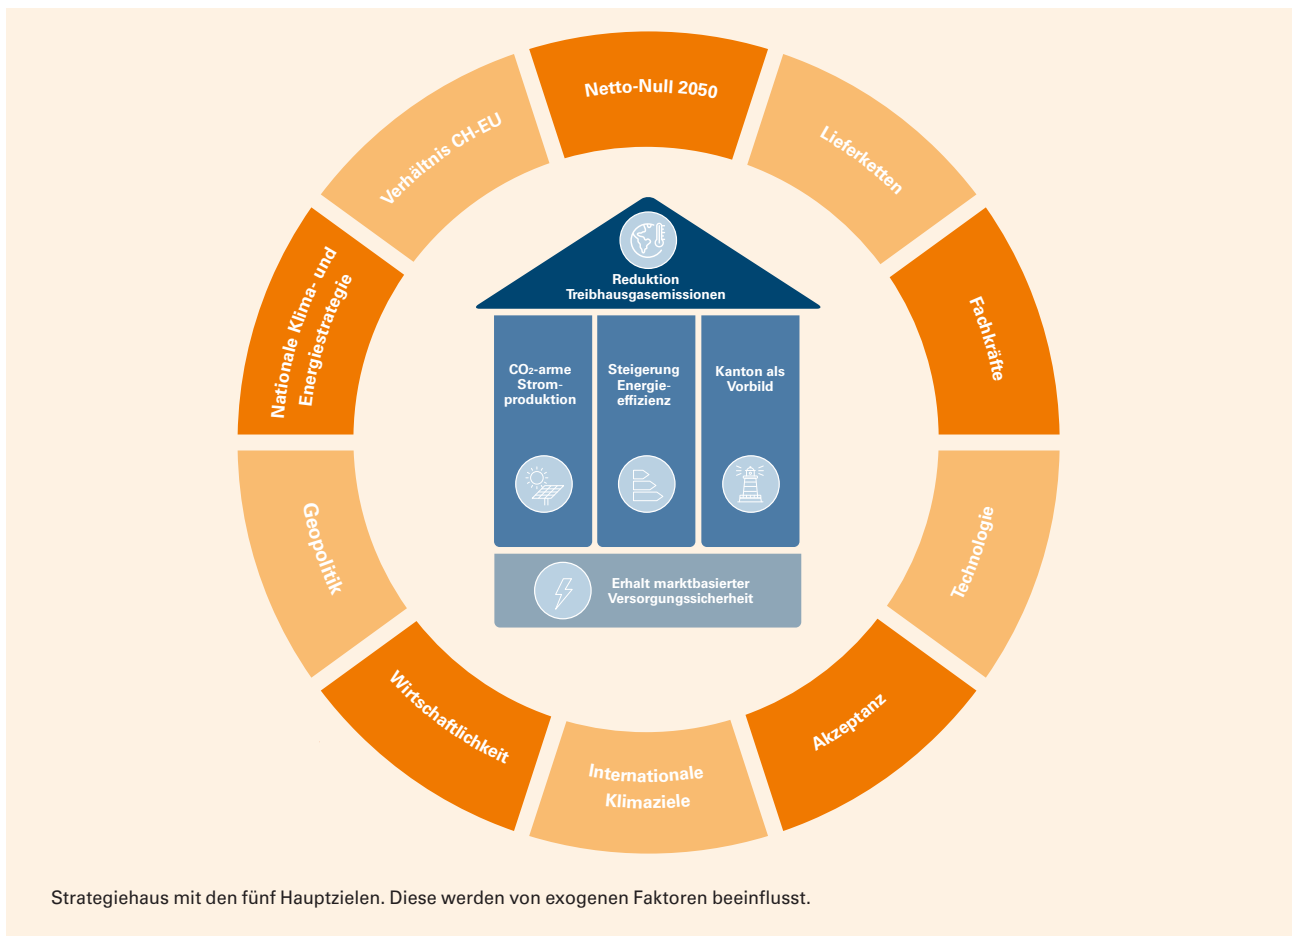 Netto-Null 2050
Lieferketten
Fachkräfte
Technologie
Akzeptanz
Internationale
Klimaziele
Wirtschaftlichkeit
Geopolitik
Nationale Klima- und
Energiestrategie
Verhältnis CH-EU
Reduktion
Treibhausgasemissionen
CO₂-arme
Strom-
produktion
Steigerung
Energie-
effizienz
Kanton als
Vorbild
Erhalt marktbasierter
Versorgungssicherheit
Strategiehaus mit den fünf Hauptzielen. Diese werden von exogenen Faktoren beeinflusst.